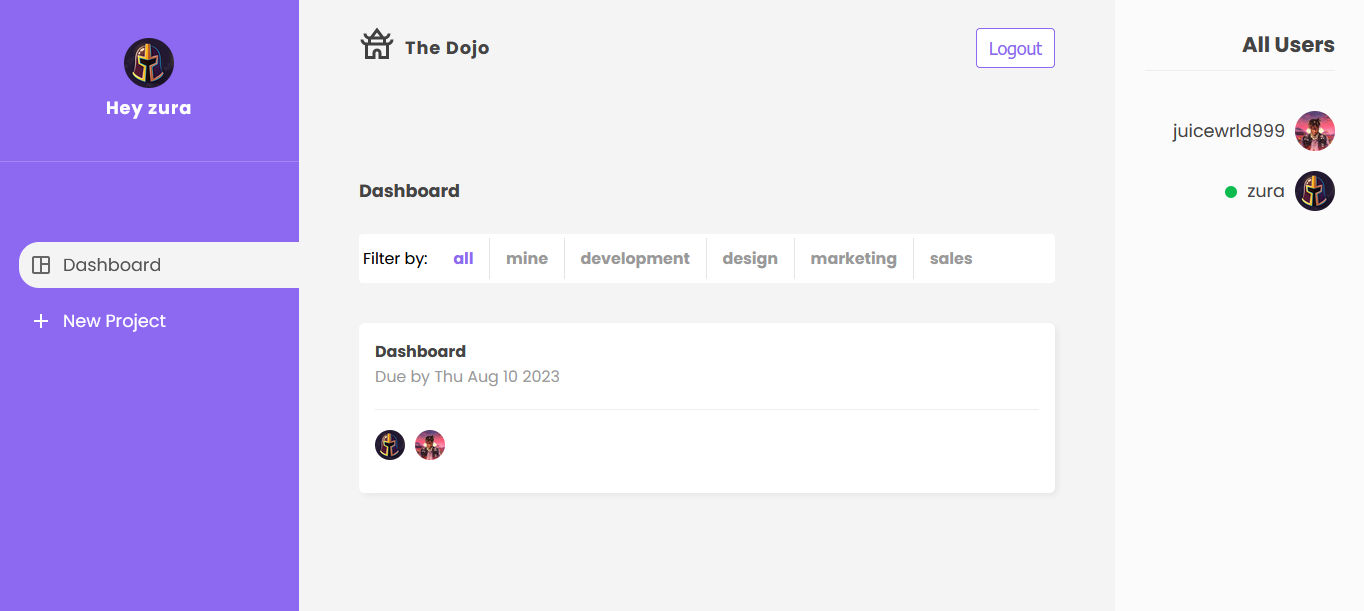 Hey zura
Dashboard
New Project
The Dojo
Logout
Dashboard
Filter by: all mine development design marketing sales
Dashboard
Due by Thu Aug 10 2023
All Users
juicewrld999
zura